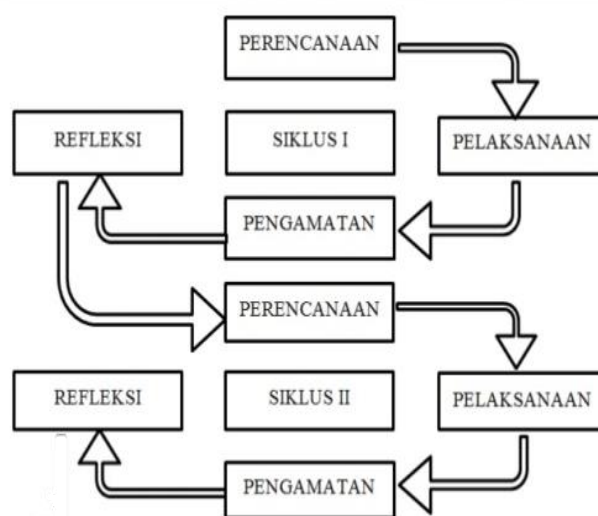 PERENCANAAN
REFLEKSI
SIKLUS I
PELAKSANAAN
PENGAMATAN
PERENCANAAN
REFLEKSI
SIKLUS II
PELAKSANAAN
PENGAMATAN